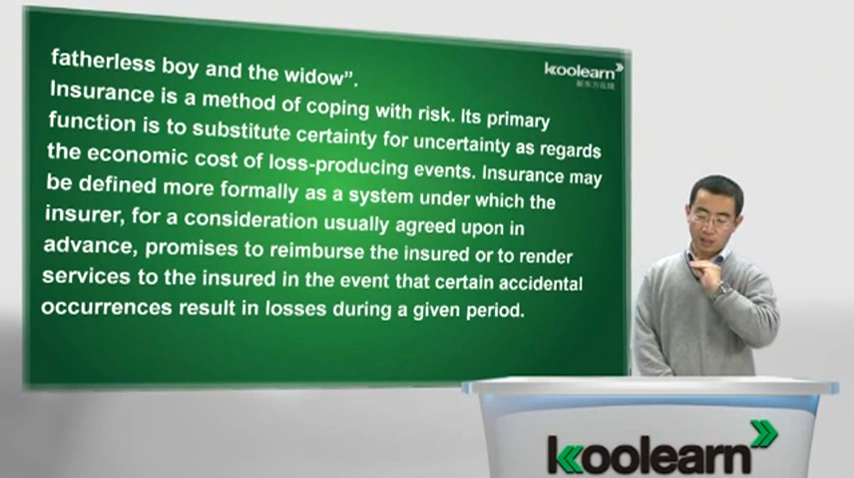 fatherless boy and the widow”.
Insurance is a method of coping with risk. Its primary
function is to substitute certainty for uncertainty as regards
the economic cost of loss-producing events. Insurance may
be defined more formally as a system under which the
insurer, for a consideration usually agreed upon in
advance, promises to reimburse the insured or to render
services to the insured in the event that certain accidental
occurrences result in losses during a given period.
koolearn
新东方在线
koolearn